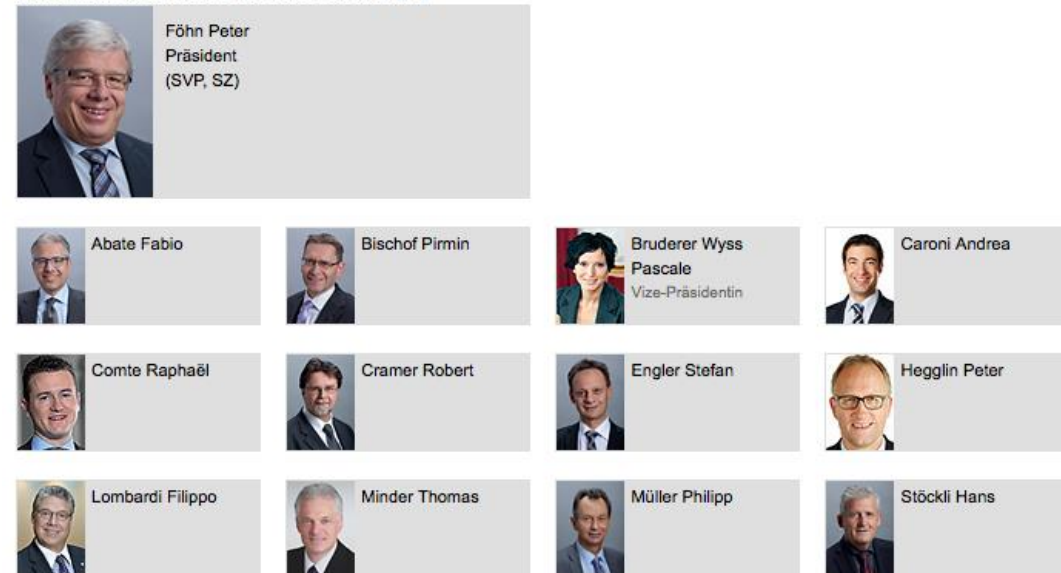 Föhn Peter
Präsident
(SVP, SZ)
Abate Fabio
Bischof Pirmin
Bruderer Wyss
Pascale
Vize-Präsidentin
Caroni Andrea
Comte Raphaël
Cramer Robert
Engler Stefan
Hegglin Peter
Lombardi Filippo
Minder Thomas
Müller Philipp
Stöckli Hans